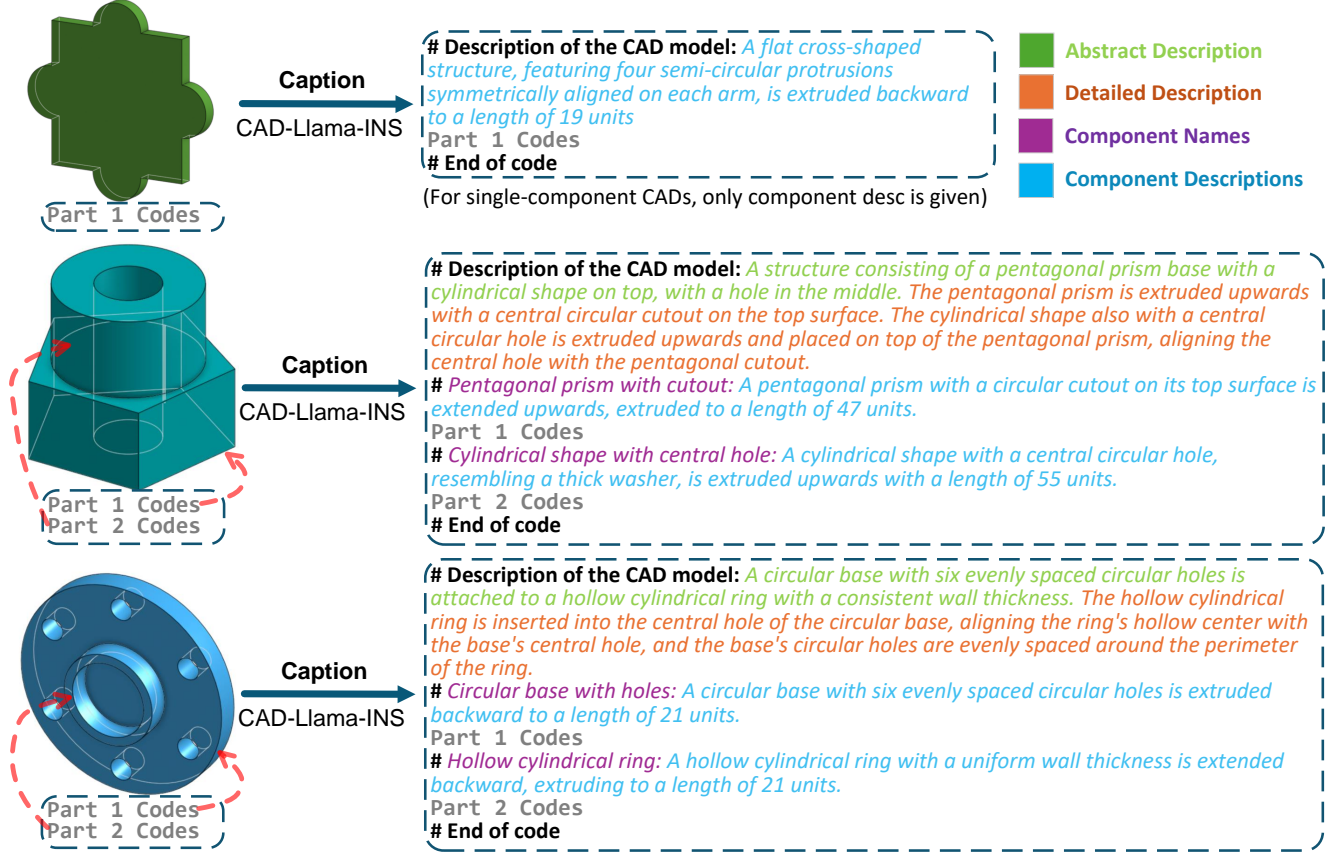 Caption
CAD-Llama-INS
Part 1 Codes
# Description of the CAD model: A flat cross-shaped
structure, featuring four semi-circular protrusions
symmetrically aligned on each arm, is extruded backward
to a length of 19 units
Part 1 Codes
# End of code
(For single-component CADs, only component desc is given)
Abstract Description
Detailed Description
Component Names
Component Descriptions
Caption
CAD-Llama-INS
Part 1 Codes
Part 2 Codes
# Description of the CAD model: A structure consisting of a pentagonal prism base with a
cylindrical shape on top, with a hole in the middle. The pentagonal prism is extruded upwards
with a central circular cutout on the top surface. The cylindrical shape also with a central
circular hole is extruded upwards and placed on top of the pentagonal prism, aligning the
central hole with the pentagonal cutout.
# Pentagonal prism with cutout: A pentagonal prism with a circular cutout on its top surface is
extended upwards, extruded to a length of 47 units.
Part 1 Codes
# Cylindrical shape with central hole: A cylindrical shape with a central circular hole,
resembling a thick washer, is extruded upwards with a length of 55 units.
Part 2 Codes
# End of code
Caption
CAD-Llama-INS
Part 1 Codes
Part 2 Codes
# Description of the CAD model: A circular base with six evenly spaced circular holes is
attached to a hollow cylindrical ring with a consistent wall thickness. The hollow cylindrical
ring is inserted into the central hole of the circular base, aligning the ring's hollow center with
the base's central hole, and the base's circular holes are evenly spaced around the perimeter
of the ring.
# Circular base with holes: A circular base with six evenly spaced circular holes is extruded
backward to a length of 21 units.
Part 1 Codes
# Hollow cylindrical ring: A hollow cylindrical ring with a uniform wall thickness is extended
backward, extruding to a length of 21 units.
Part 2 Codes
# End of code